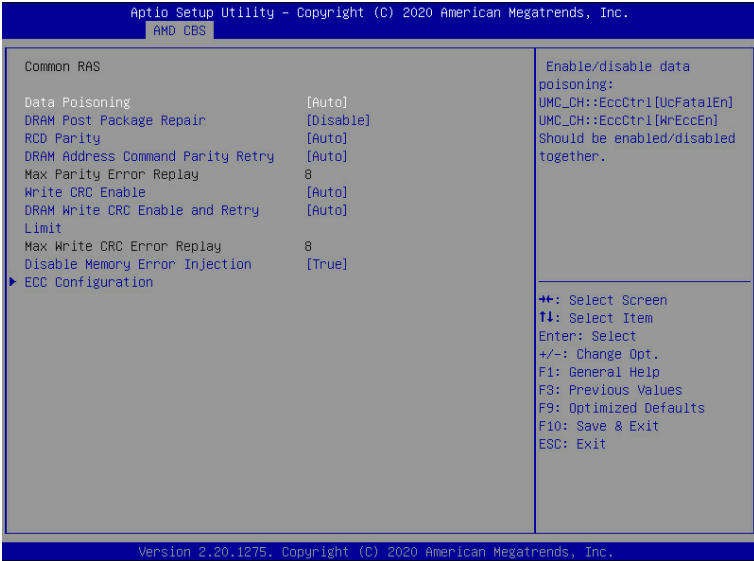 Aptio Setup Utility – Copyright (C) 2020 American Megatrends, Inc.
AMD CBS
Common RAS
Data Poisoning [Auto]
DRAM Post Package Repair [Disable]
RCD Parity [Auto]
DRAM Address Command Parity Retry [Auto]
Max Parity Error Replay 8
Write CRC Enable [Auto]
DRAM Write CRC Enable and Retry [Auto]
Limit
Max Write CRC Error Replay 8
Disable Memory Error Injection [True]
ECC Configuration
Enable/disable data
poisoning:
UMC_CH::EccCtrl[UcFatalEn]
UMC_CH::EccCtrl[WrEccEn]
Should be enabled/disabled
together.
→←: Select Screen
↑↓: Select Item
Enter: Select
+/-: Change Opt.
F1: General Help
F3: Previous Values
F9: Optimized Defaults
F10: Save & Exit
ESC: Exit
Version 2.20.1275. Copyright (C) 2020 American Megatrends, Inc.